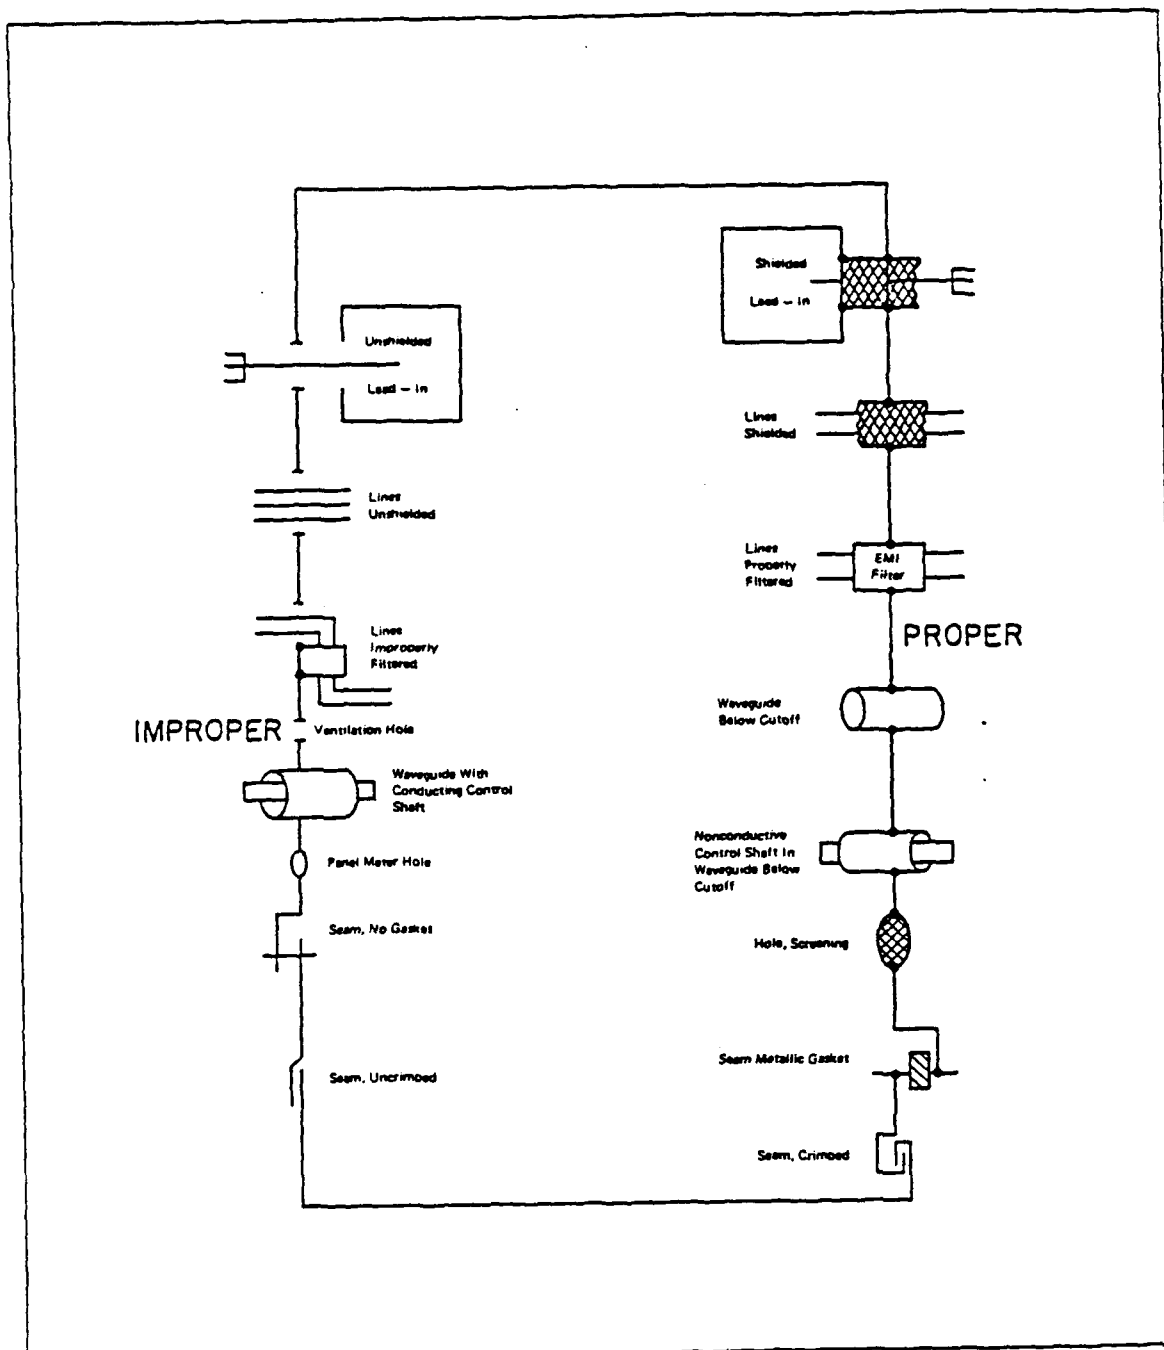 Shielded
Lead – In
Unshielded
Lead – In
Lines
Shielded
Lines
Unshielded
Lines
Properly
Filtered
EMI
Filter
Lines
Improperly
Filtered
PROPER
IMPROPER
Ventilation Hole
Waveguide
Below Cutoff
Waveguide With
Conducting Control
Shaft
Nonconductive
Control Shaft In
Waveguide Below
Cutoff
Panel Meter Hole
Seam, No Gasket
Hole, Screening
Seam Metallic Gasket
Seam, Uncrimped
Seam, Crimped